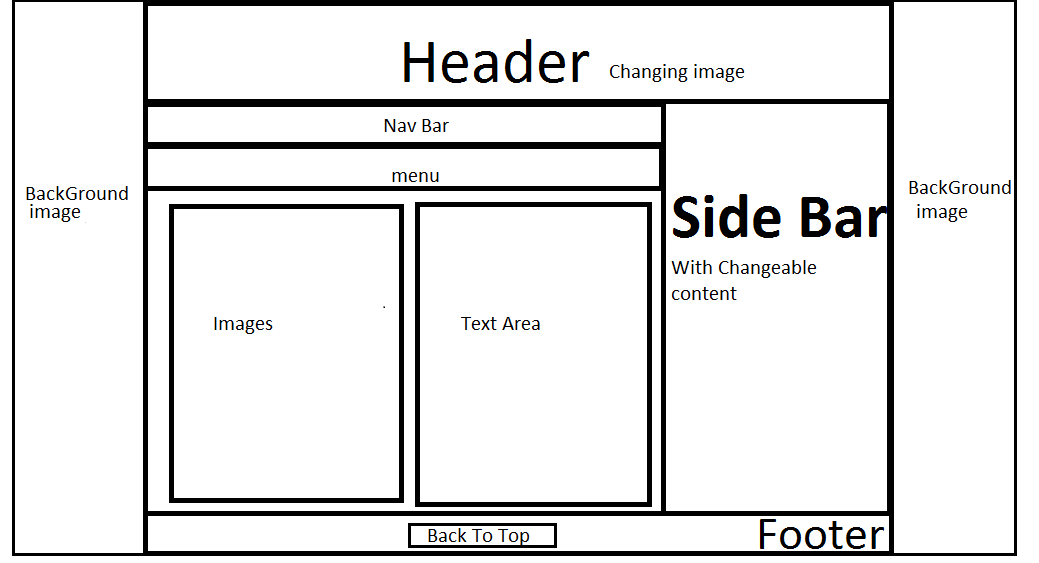 Header
Changing image
Nav Bar
menu
BackGround
image
Images
Text Area
Side Bar
With Changeable
content
BackGround
image
Back To Top
Footer